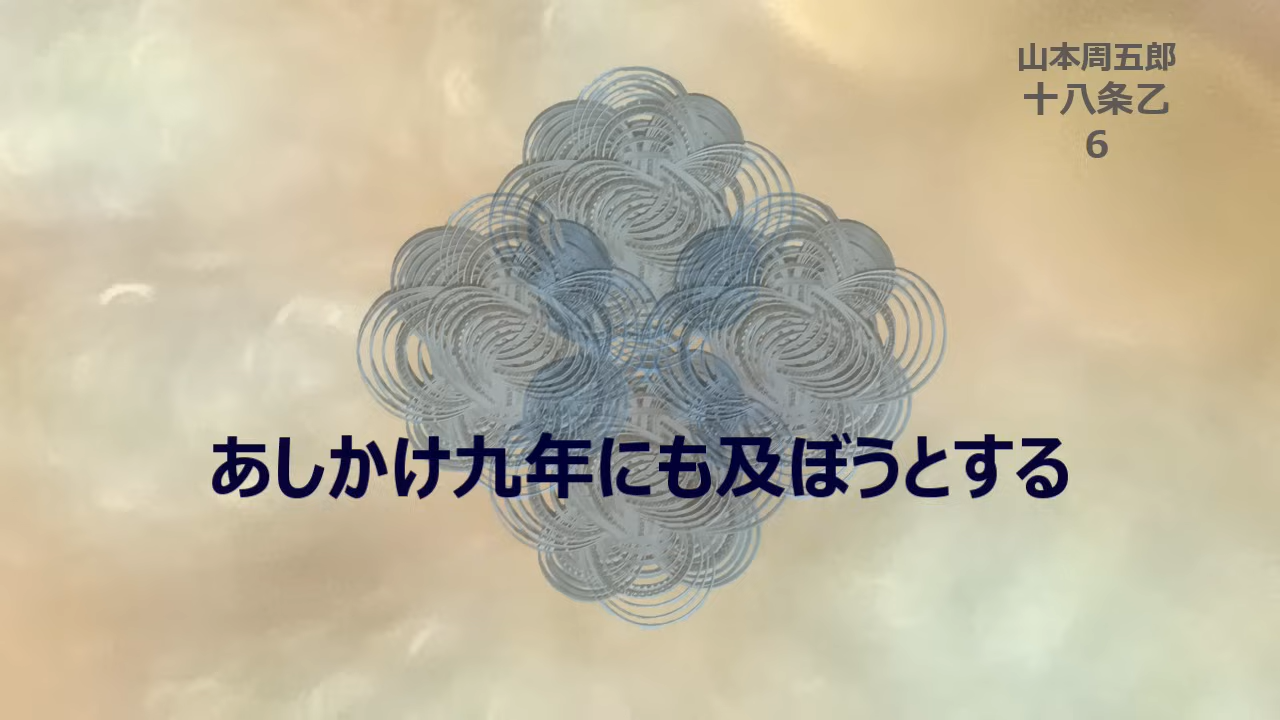 山本周五郎
十八条乙
6
あしかけ九年にも及ぼうとする